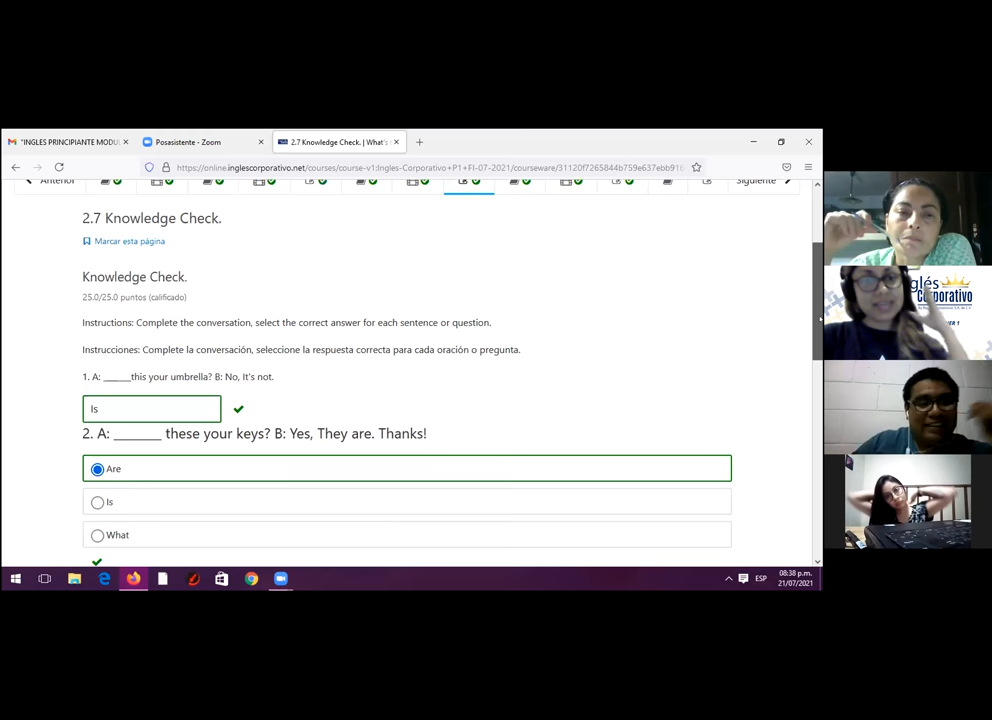 "INGLES PRINCIPIANTE MODUL
Posasistente - Zoom
2.7 Knowledge Check. | What's
https://online.inglescorporativo.net/courses/course-v1:Ingles-Corporativo+P1+FI-07-2021/courseware/31120f7265844b759e637ebb916
Anterior
Siguiente
2.7 Knowledge Check.
Marcar esta página
Knowledge Check.
25.0/25.0 puntos (calificado)
Instructions: Complete the conversation, select the correct answer for each sentence or question.
Instrucciones: Complete la conversación, seleccione la respuesta correcta para cada oración o pregunta.
1. A: ______this your umbrella? B: No, It's not.
Is
2. A: _______ these your keys? B: Yes, They are. Thanks!
Are
Is
What
ESP
08:38 p.m.
21/07/2021
glés
Corporativo